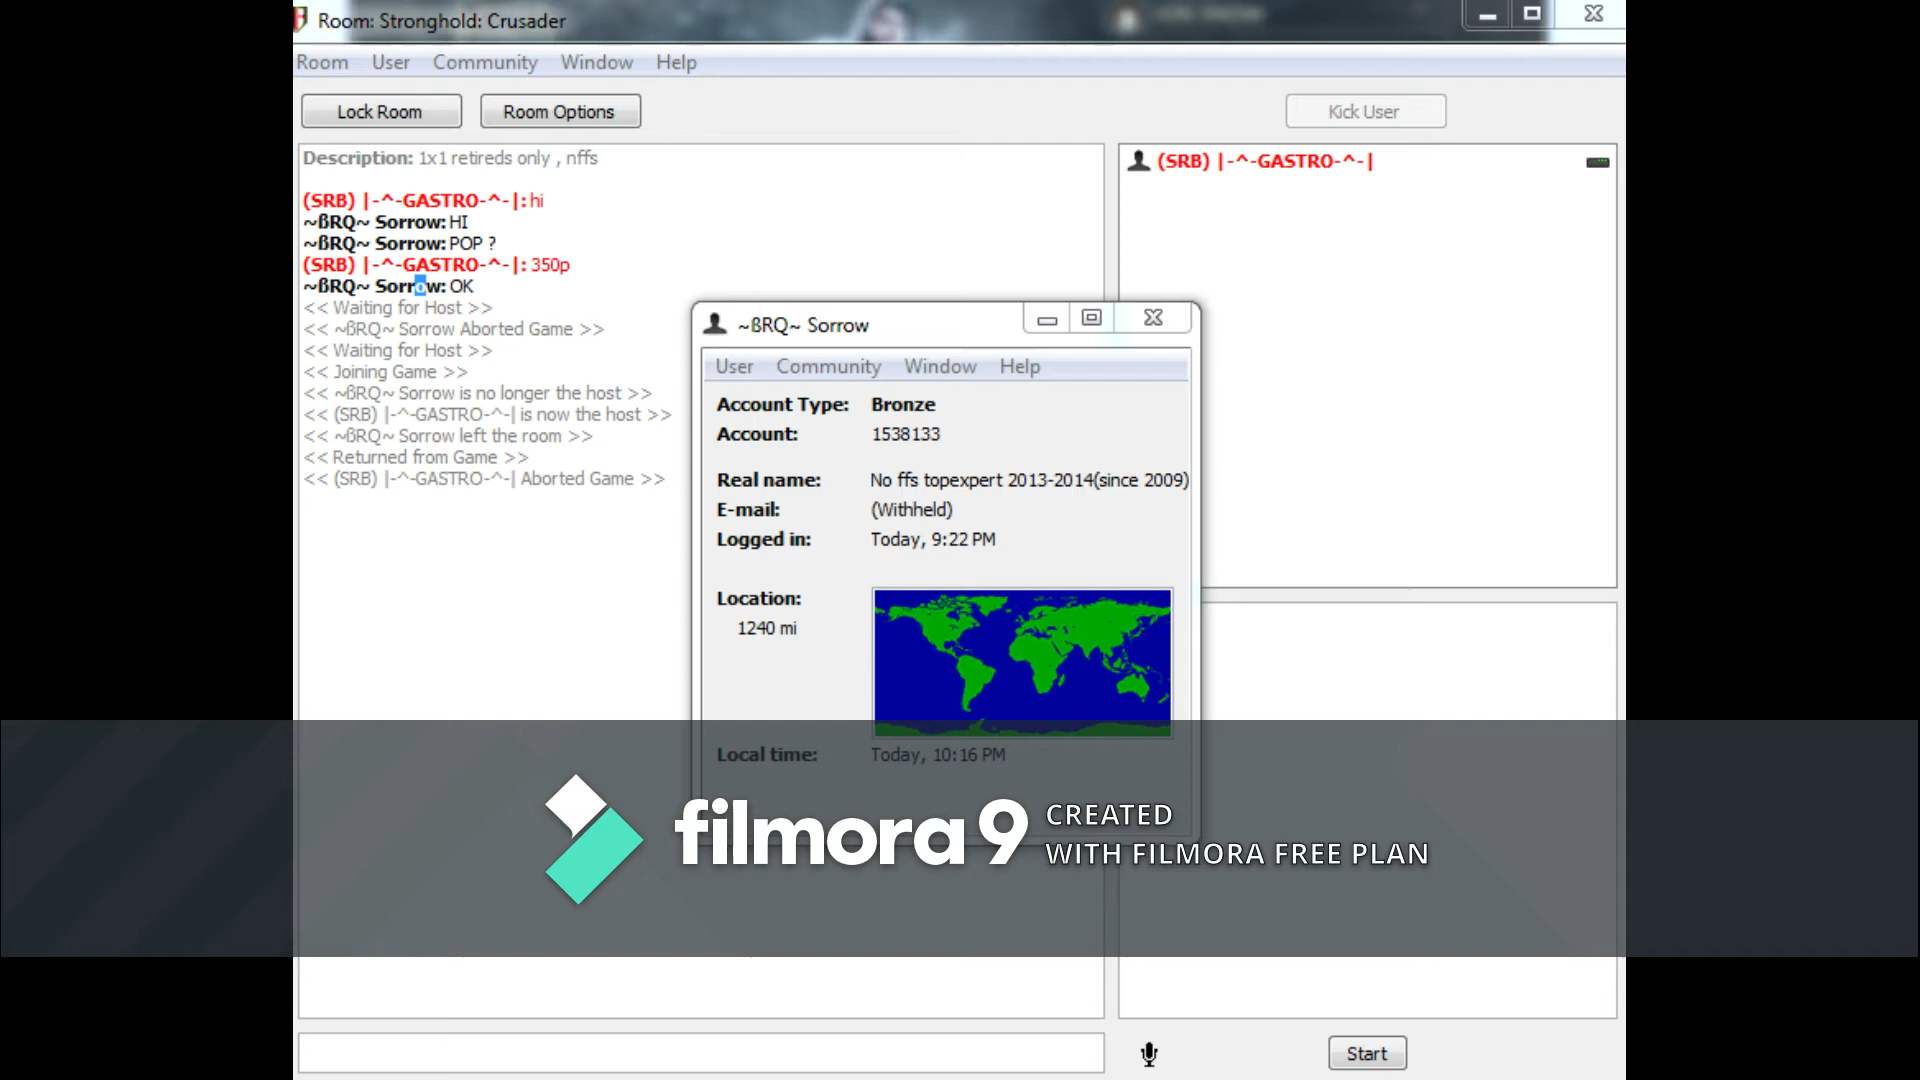 Room: Stronghold: Crusader
Room User Community Window Help
Lock Room Room Options Kick User
Description: 1x1 retireds only , nffs
(SRB) |-^-GASTRO-^-|: hi
~ßRQ~ Sorrow: HI
~ßRQ~ Sorrow: POP ?
(SRB) |-^-GASTRO-^-|: 350p
~ßRQ~ Sorrow: OK
<< Waiting for Host >>
<< ~ßRQ~ Sorrow Aborted Game >>
<< Waiting for Host >>
<< Joining Game >>
<< ~ßRQ~ Sorrow is no longer the host >>
<< (SRB) |-^-GASTRO-^-| is now the host >>
<< ~ßRQ~ Sorrow left the room >>
<< Returned from Game >>
<< (SRB) |-^-GASTRO-^-| Aborted Game >>
(SRB) |-^-GASTRO-^-|
~ßRQ~ Sorrow
User Community Window Help
Account Type: Bronze
Account: 1538133
Real name: No ffs topexpert 2013-2014(since 2009)
E-mail: (Withheld)
Logged in: Today, 9:22 PM
Location:
1240 mi
Local time: Today, 10:16 PM
filmora 9
CREATED
WITH FILMORA FREE PLAN
Start